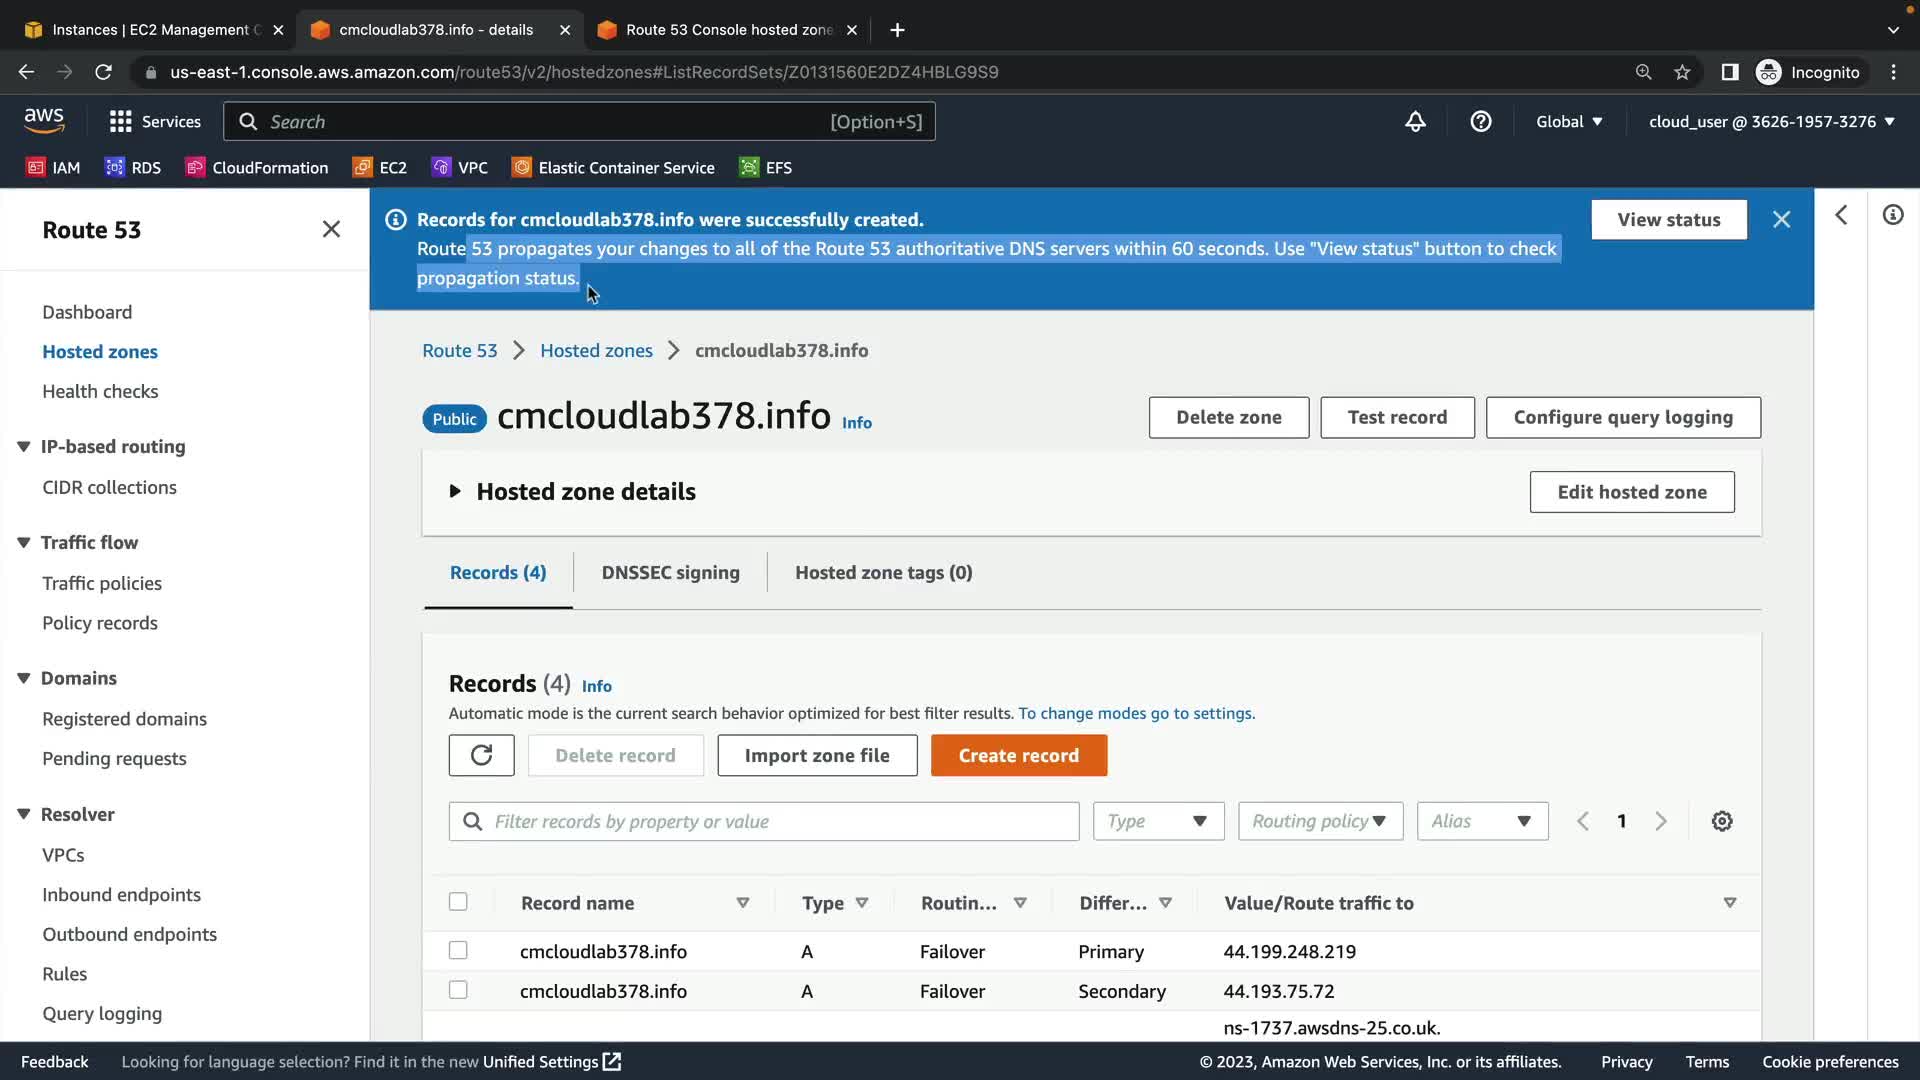 Instances | EC2 Management C
cmcloudlab378.info - details
Route 53 Console hosted zone
us-east-1.console.aws.amazon.com/route53/v2/hostedzones#ListRecordSets/Z0131560E2DZ4HBLG9S9
Incognito
aws
Services
Search
[Option+S]
Global
cloud_user @ 3626-1957-3276
IAM
RDS
CloudFormation
EC2
VPC
Elastic Container Service
EFS
Route 53
Dashboard
Hosted zones
Health checks
IP-based routing
CIDR collections
Traffic flow
Traffic policies
Policy records
Domains
Registered domains
Pending requests
Resolver
VPCs
Inbound endpoints
Outbound endpoints
Rules
Query logging
Records for cmcloudlab378.info were successfully created.
Route 53 propagates your changes to all of the Route 53 authoritative DNS servers within 60 seconds. Use "View status" button to check
propagation status.
View status
Route 53 > Hosted zones > cmcloudlab378.info
Public
cmcloudlab378.info
Info
Delete zone
Test record
Configure query logging
Hosted zone details
Edit hosted zone
Records (4)
DNSSEC signing
Hosted zone tags (0)
Records (4) Info
Automatic mode is the current search behavior optimized for best filter results. To change modes go to settings.
Delete record
Import zone file
Create record
Filter records by property or value
Type
Routing policy
Alias
1
Record name
Type
Routin...
Differ...
Value/Route traffic to
cmcloudlab378.info A Failover Primary 44.199.248.219
cmcloudlab378.info A Failover Secondary 44.193.75.72
ns-1737.awsdns-25.co.uk.
Feedback
Looking for language selection? Find it in the new Unified Settings
© 2023, Amazon Web Services, Inc. or its affiliates.
Privacy
Terms
Cookie preferences